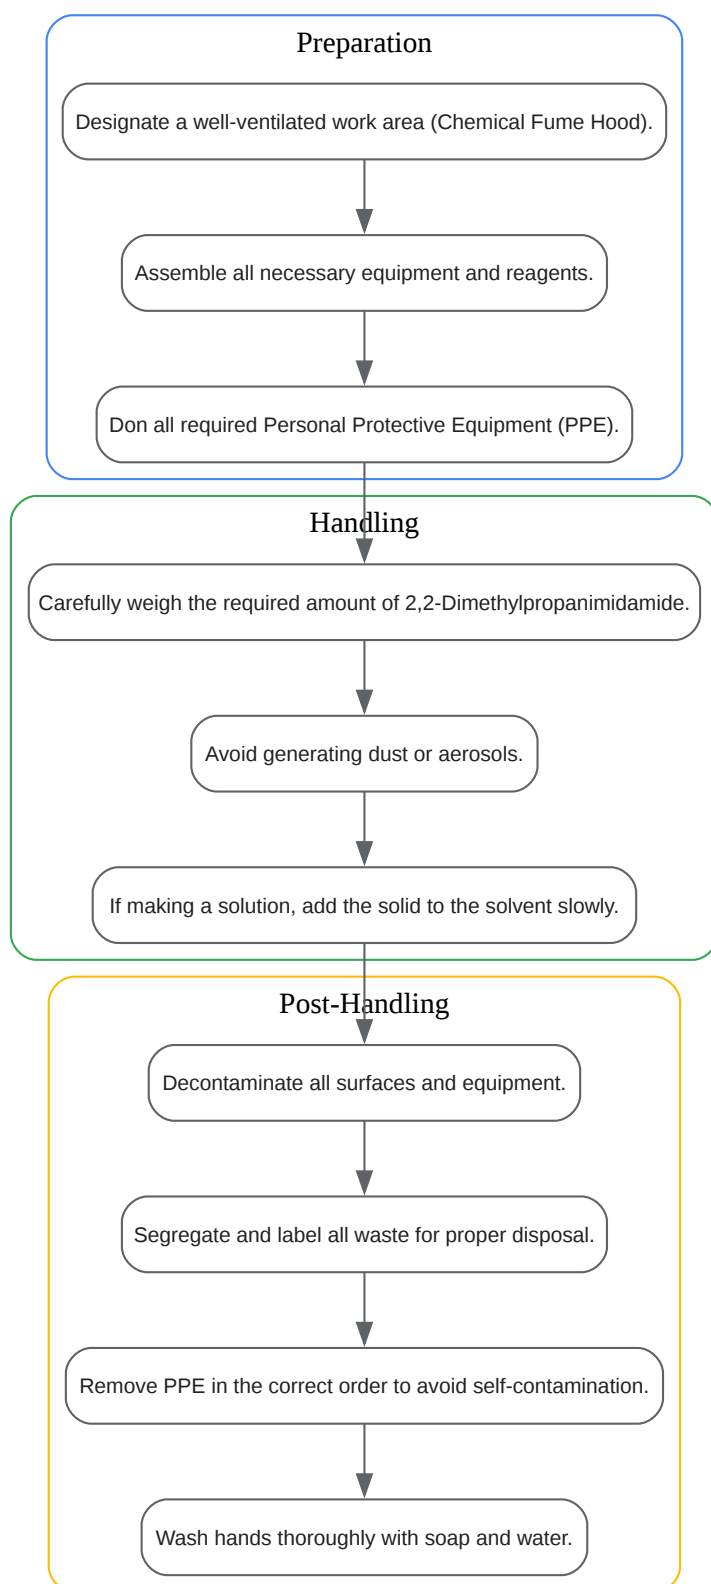 Preparation
Designate a well-ventilated work area (Chemical Fume Hood).
Assemble all necessary equipment and reagents.
Don all required Personal Protective Equipment (PPE).
Handling
Carefully weigh the required amount of 2,2-Dimethylpropanimidamide.
Avoid generating dust or aerosols.
If making a solution, add the solid to the solvent slowly.
Post-Handling
Decontaminate all surfaces and equipment.
Segregate and label all waste for proper disposal.
Remove PPE in the correct order to avoid self-contamination.
Wash hands thoroughly with soap and water.